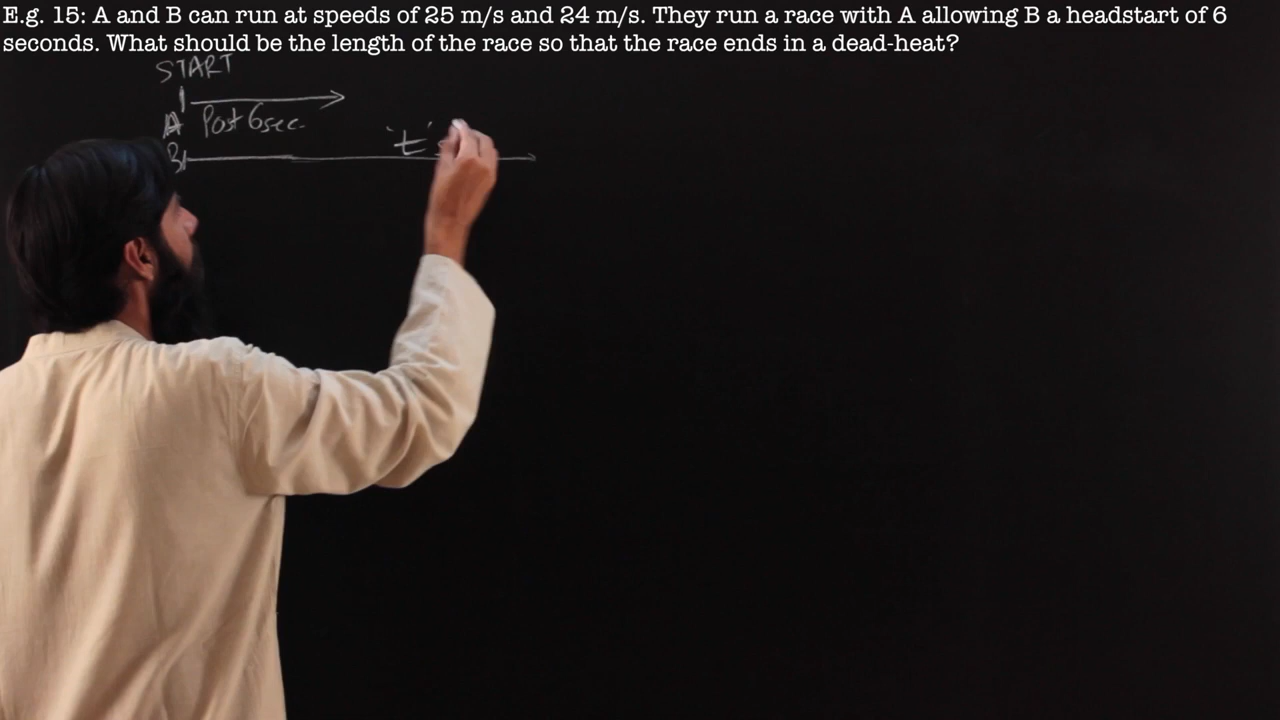 E.g. 15: A and B can run at speeds of 25 m/s and 24 m/s. They run a race with A allowing B a headstart of 6
seconds. What should be the length of the race so that the race ends in a dead-heat?
START
A Post 6sec
B 't'